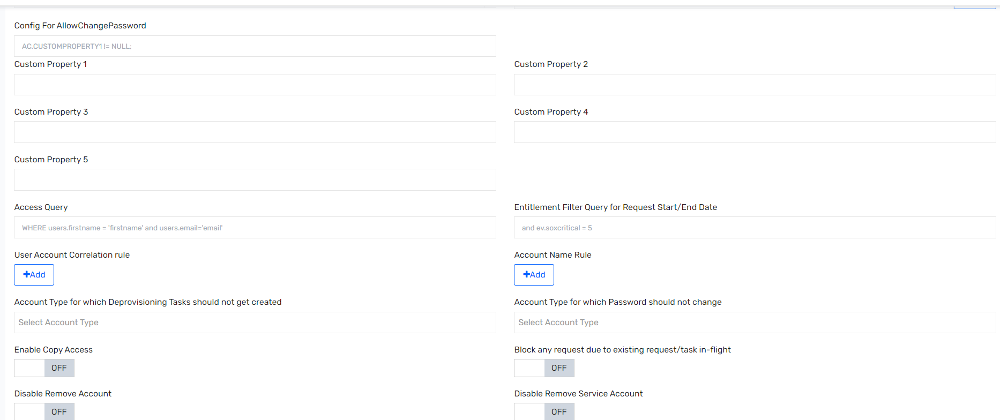 Config For AllowChangePassword
AC.CUSTOMPROPERTY1 != NULL;
Custom Property 1
Custom Property 2
Custom Property 3
Custom Property 4
Custom Property 5
Access Query
Entitlement Filter Query for Request Start/End Date
WHERE users.firstname = 'firstname' and users.email='email'
and ev.soxcritical = 5
User Account Correlation rule
Account Name Rule
+Add
+Add
Account Type for which Deprovisioning Tasks should not get created
Account Type for which Password should not change
Select Account Type
Select Account Type
Enable Copy Access
Block any request due to existing request/task in-flight
OFF
OFF
Disable Remove Account
Disable Remove Service Account
OFF
OFF